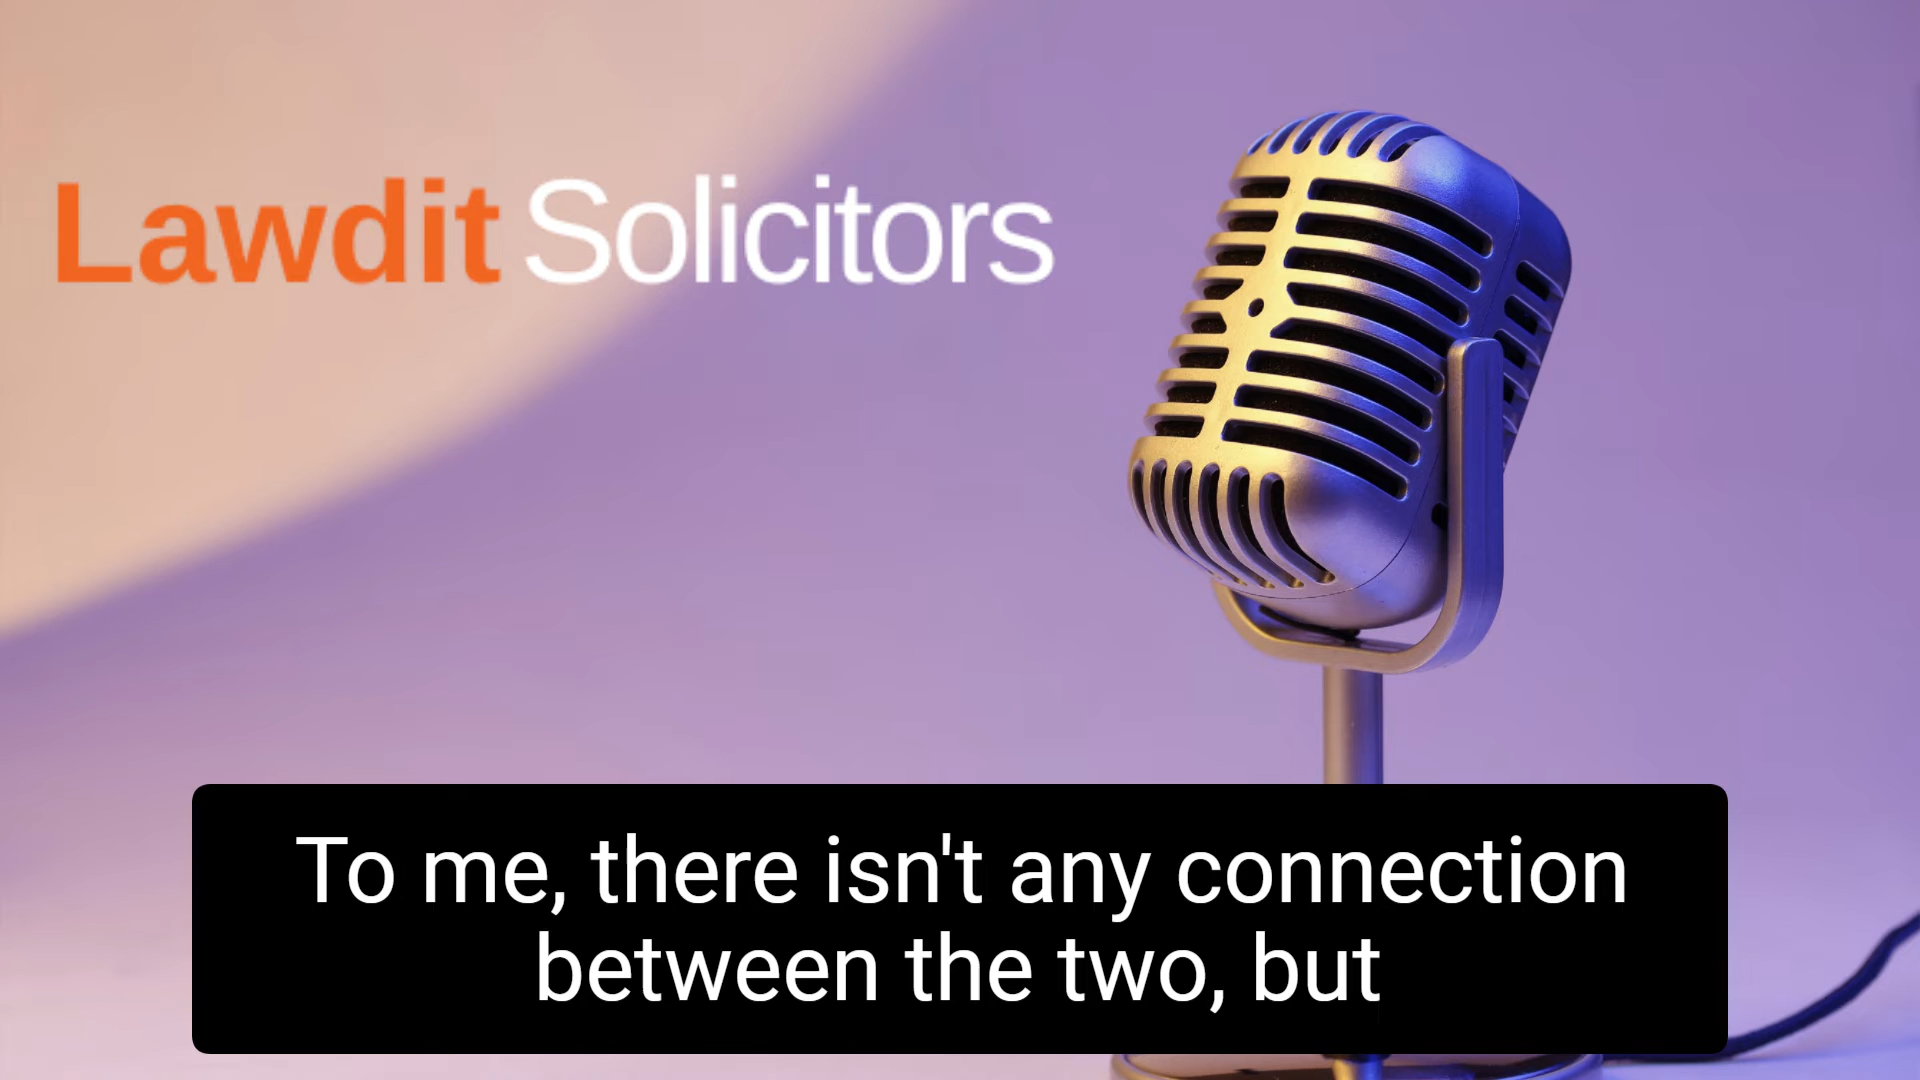 Lawdit Solicitors
To me, there isn't any connection
between the two, but